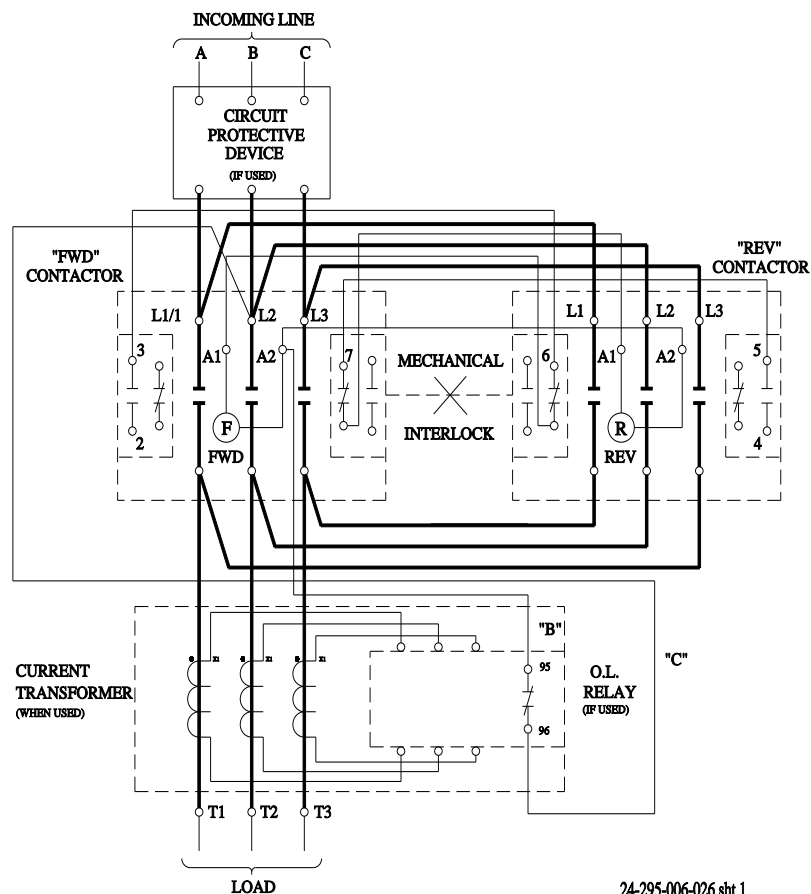 INCOMING LINE
A B C
CIRCUIT
PROTECTIVE
DEVICE
(IF USED)
"FWD"
CONTACTOR
"REV"
CONTACTOR
L1/1 L2 L3
L1 L2 L3
3 A1 A2 7
MECHANICAL
6 A1 A2 5
F
R
2 FWD
INTERLOCK
REV 4
"B"
"C"
CURRENT
TRANSFORMER
(WHEN USED)
X1 X1 X1
95
96
O.L.
RELAY
(IF USED)
T1 T2 T3
LOAD
24-295-006-026 sht 1